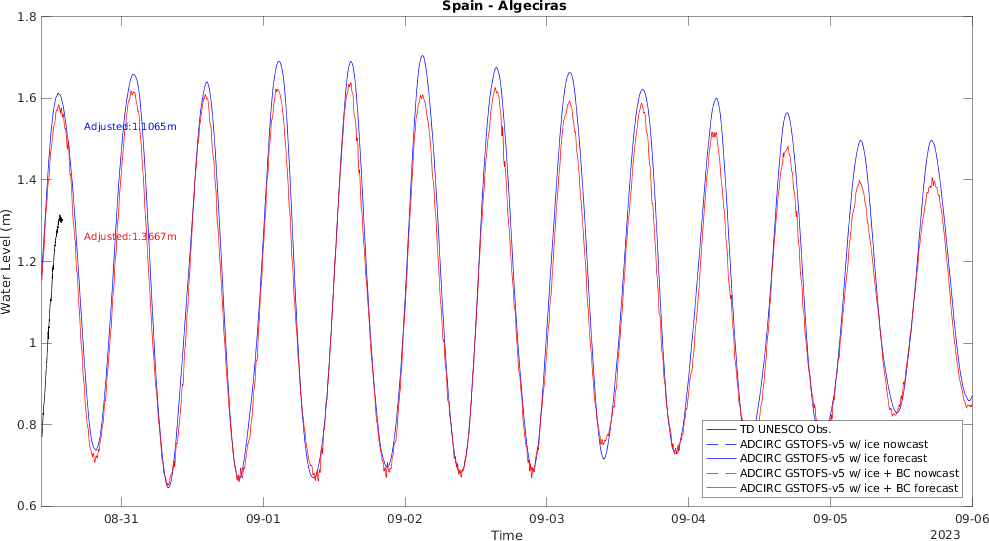 Spain - Algeciras
1.8
1.6
1.4
1.2
1
0.8
0.6
Water Level (m)
Adjusted:1.1065m
Adjusted:1.3667m
TD UNESCO Obs.
ADCIRC GSTOFS-v5 w/ ice nowcast
ADCIRC GSTOFS-v5 w/ ice forecast
ADCIRC GSTOFS-v5 w/ ice + BC nowcast
ADCIRC GSTOFS-v5 w/ ice + BC forecast
08-31
09-01
09-02
09-03
09-04
09-05
09-06
Time
2023